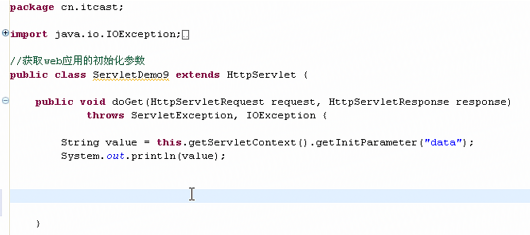 package cn.itcast;
import java.io.IOException;
//获取web应用的初始化参数
public class ServletDemo9 extends HttpServlet {
public void doGet(HttpServletRequest request, HttpServletResponse response)
throws ServletException, IOException {
String value = this.getServletContext().getInitParameter("data");
System.out.println(value);
}